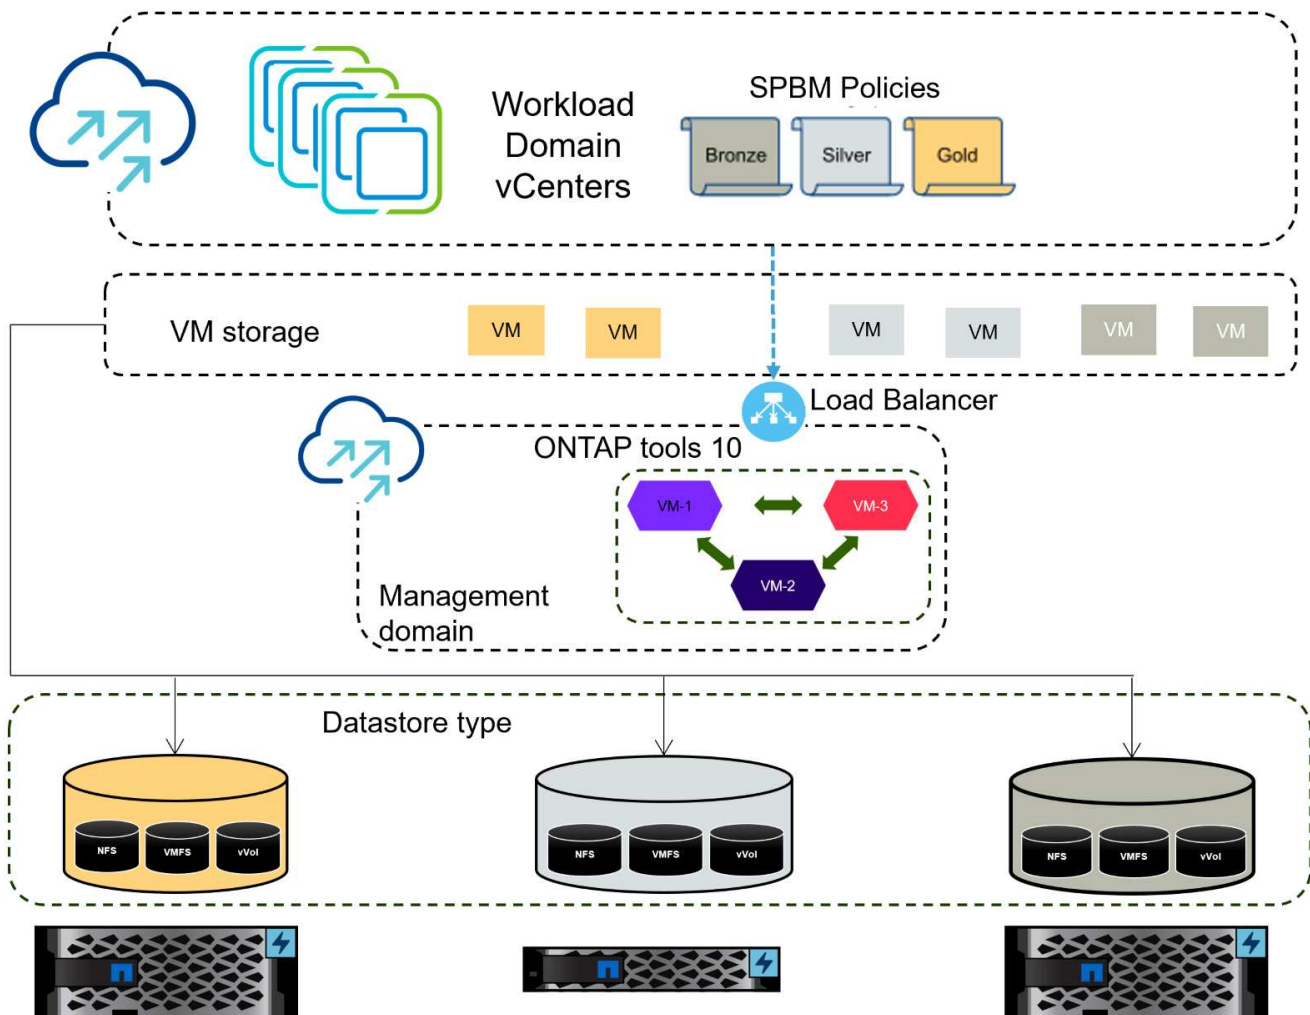 SPBM Policies
Workload
Domain
vCenters
Bronze
Silver
Gold
VM storage
VM
VM
VM
VM
VM
VM
Load Balancer
ONTAP tools 10
VM-1
VM-3
VM-2
Management
domain
Datastore type
NFS
VMFS
vVol
NFS
VMFS
vVol
NFS
VMFS
vVol